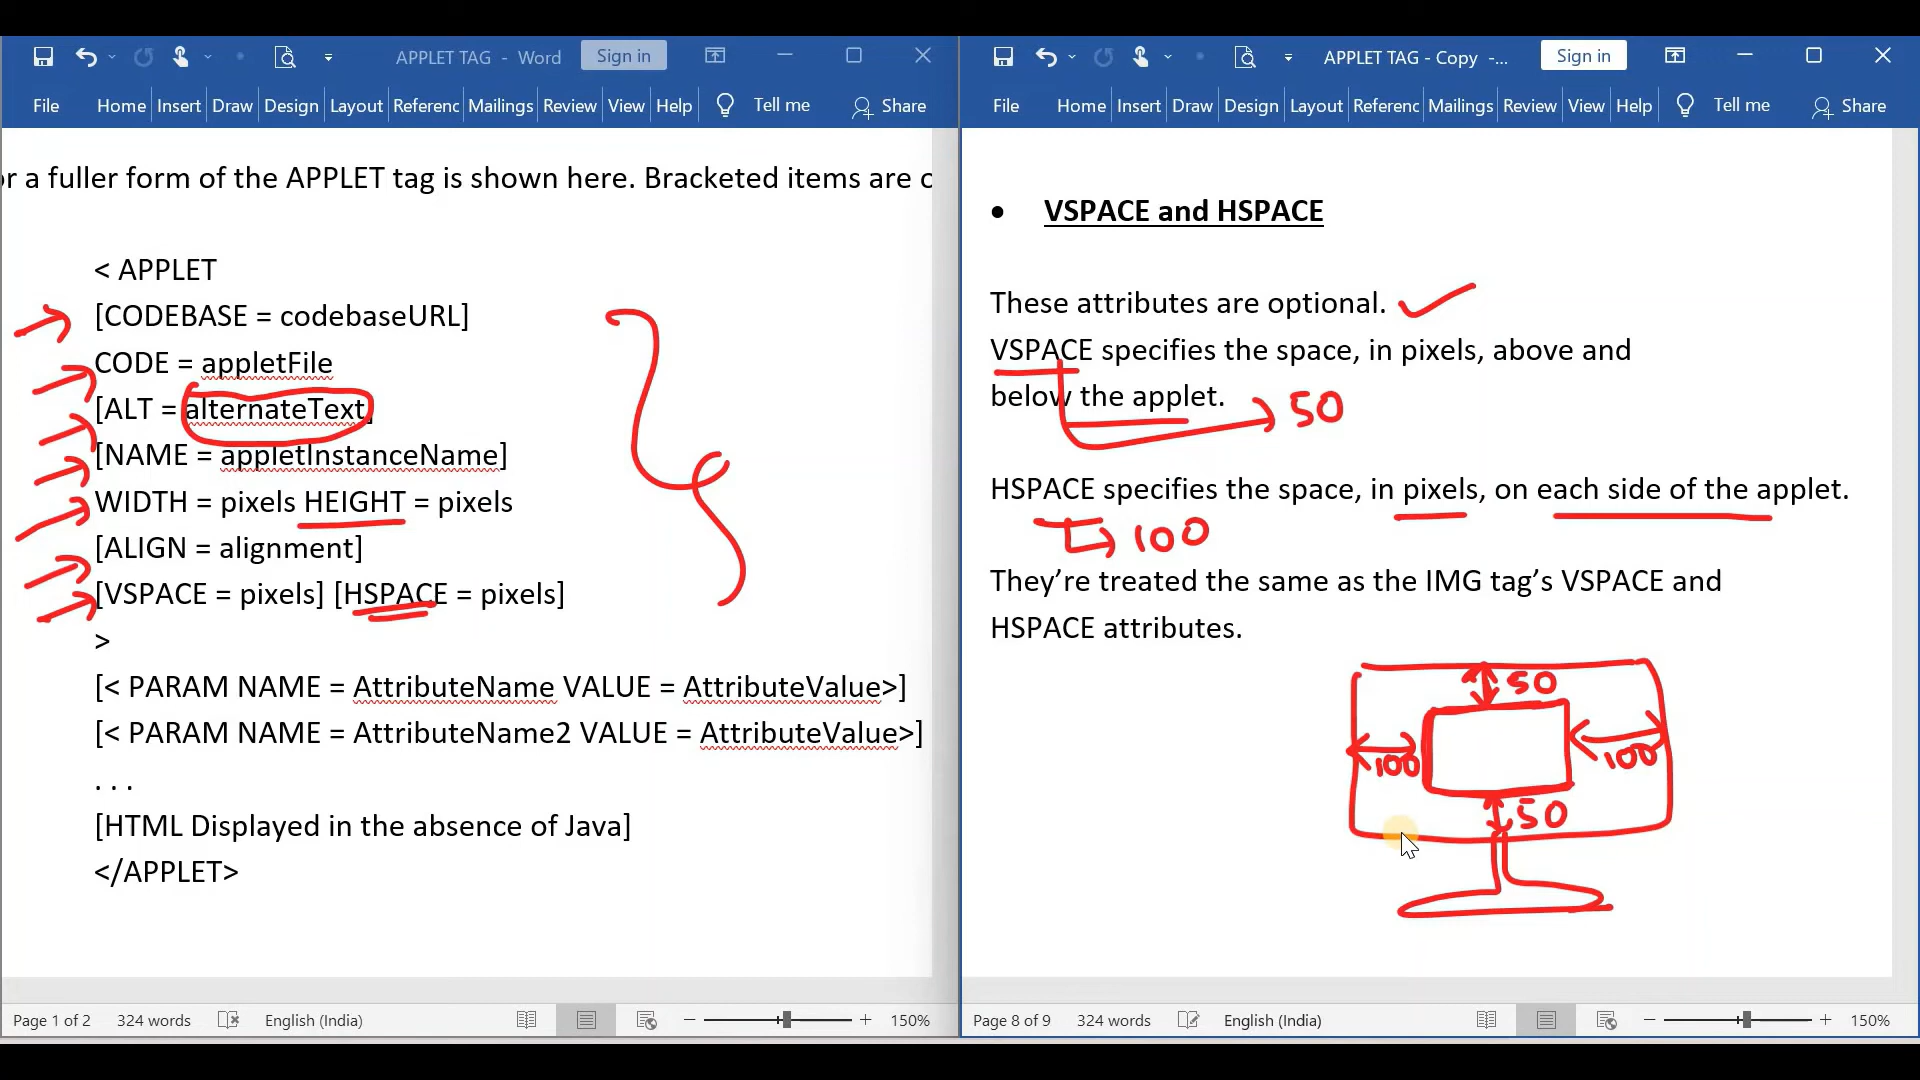 APPLET TAG - Word
Sign in
File Home Insert Draw Design Layout Referenc Mailings Review View Help Tell me Share
or a fuller form of the APPLET tag is shown here. Bracketed items are o
< APPLET
[CODEBASE = codebaseURL]
CODE = appletFile
[ALT = alternateText]
[NAME = appletInstanceName]
WIDTH = pixels HEIGHT = pixels
[ALIGN = alignment]
[VSPACE = pixels] [HSPACE = pixels]
>
[< PARAM NAME = AttributeName VALUE = AttributeValue>]
[< PARAM NAME = AttributeName2 VALUE = AttributeValue>]
. . .
[HTML Displayed in the absence of Java]
</APPLET>
Page 1 of 2 324 words English (India) 150%
APPLET TAG - Copy -...
Sign in
File Home Insert Draw Design Layout Referenc Mailings Review View Help Tell me Share
• VSPACE and HSPACE
These attributes are optional.
VSPACE specifies the space, in pixels, above and
below the applet.
50
HSPACE specifies the space, in pixels, on each side of the applet.
100
They’re treated the same as the IMG tag’s VSPACE and
HSPACE attributes.
50
100 100
50
Page 8 of 9 324 words English (India) 150%